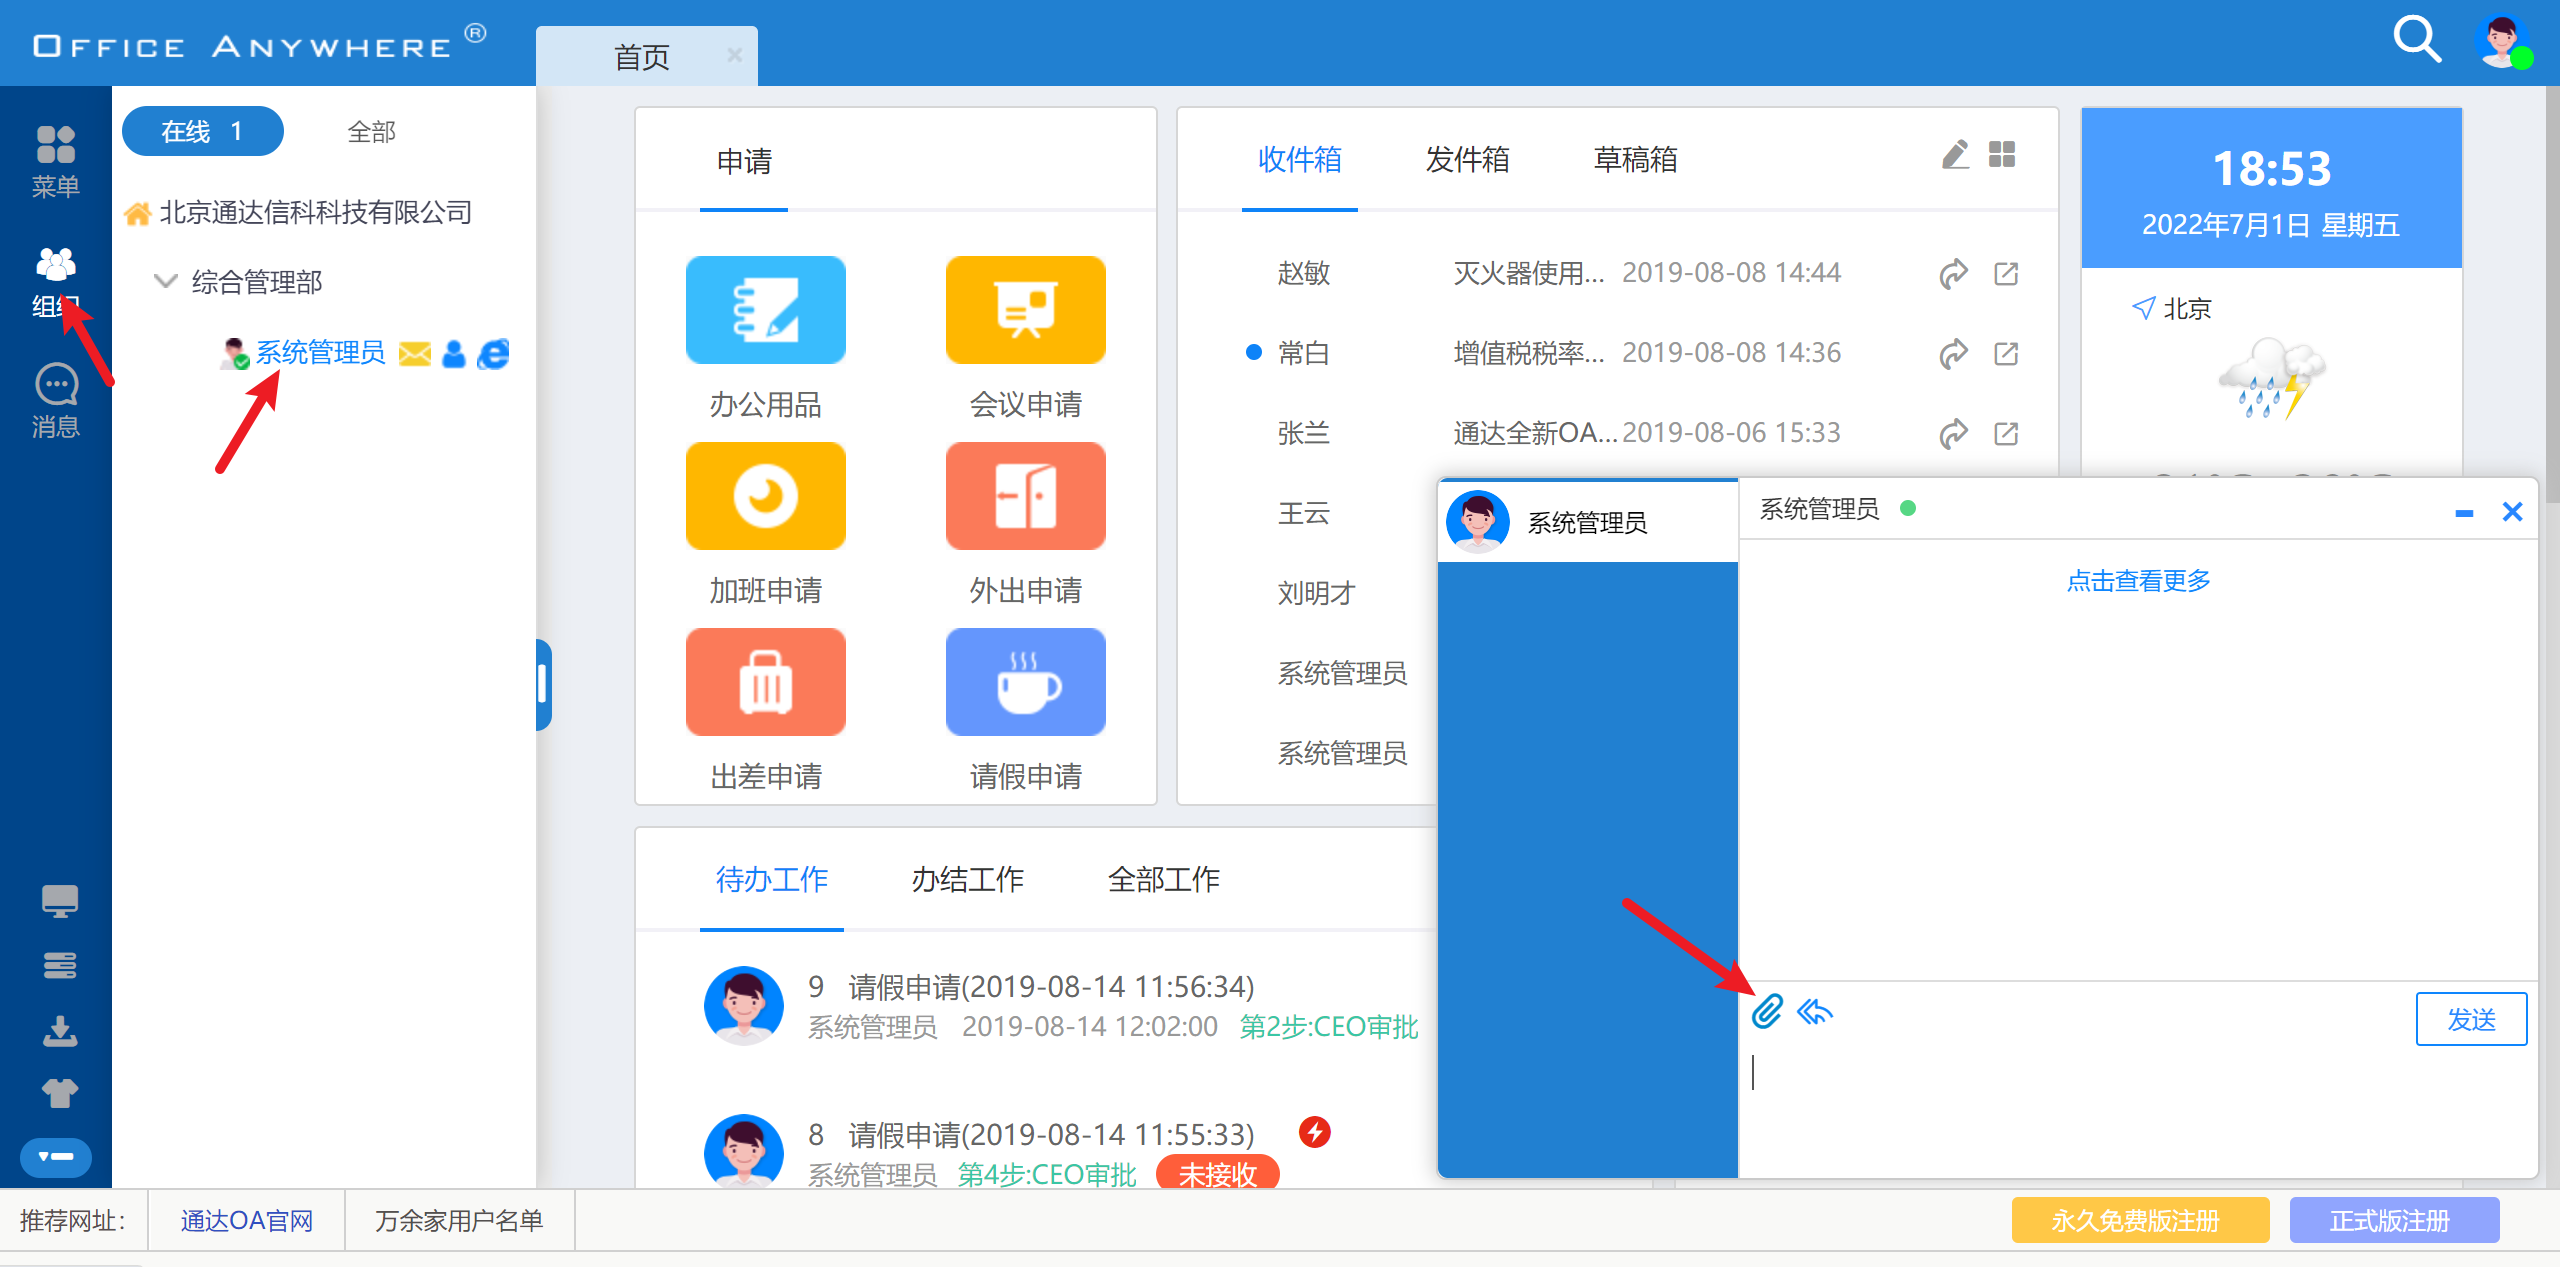 OFFICE ANYWHERE ®
首页
菜单
组织
消息
在线 1
全部
北京通达信科科技有限公司
综合管理部
系统管理员
申请
办公用品
会议申请
加班申请
外出申请
出差申请
请假申请
收件箱 发件箱 草稿箱
赵敏 灭火器使用... 2019-08-08 14:44
常白 增值税税率... 2019-08-08 14:36
张兰 通达全新OA... 2019-08-06 15:33
王云
刘明才
系统管理员
系统管理员
18:53
2022年7月1日 星期五
北京
待办工作 办结工作 全部工作
9 请假申请(2019-08-14 11:56:34)
系统管理员 2019-08-14 12:02:00 第2步:CEO审批
8 请假申请(2019-08-14 11:55:33)
系统管理员 第4步:CEO审批 未接收
系统管理员
系统管理员
点击查看更多
发送
推荐网址： 通达OA官网 万余家用户名单
永久免费版注册 正式版注册